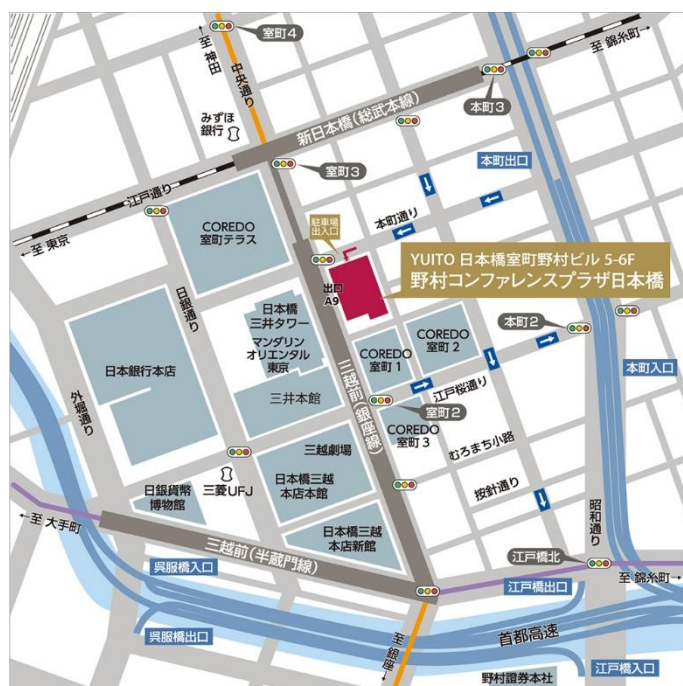 室町4
←至 神田
中央通り
至 錦糸町→
みずほ
銀行
新日本橋(総武本線)
本町3
室町3
本町出口
江戸通り
←至 東京
COREDO
室町テラス
駐車場
出入口
本町通り
YUITO 日本橋室町野村ビル 5-6F
野村コンファレンスプラザ日本橋
出口
A9
日銀通り
日本橋
三井タワー
マンダリン
オリエンタル
東京
三越前(銀座線)
COREDO
室町1
COREDO
室町2
本町2
本町入口
日本銀行本店
外堀通り
三井本館
江戸桜通り
室町2
COREDO
室町3
むろまち小路
三越劇場
日本橋三越
本店本館
三菱UFJ
日銀貨幣
博物館
按針通り
昭和通り
←至 大手町
日本橋三越
本店新館
三越前(半蔵門線)
江戸橋北
至 錦糸町→
呉服橋入口
江戸橋出口
呉服橋出口
首都高速
至 銀座→
野村證券本社
江戸橋入口